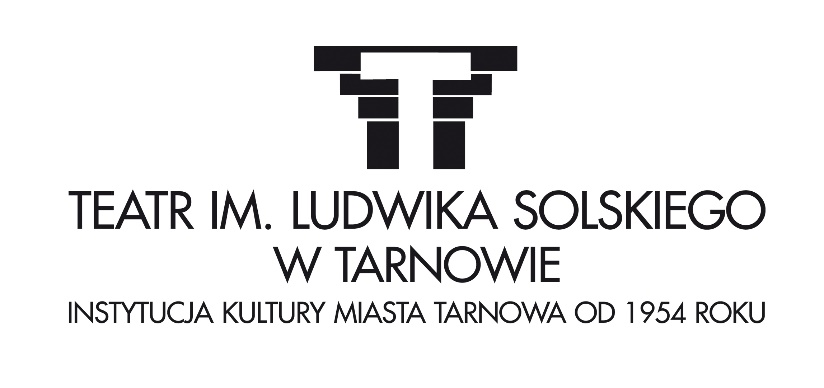 TEATR IM. LUDWIKA SOLSKIEGO
W TARNOWIE
INSTYTUCJA KULTURY MIASTA TARNOWA OD 1954 ROKU